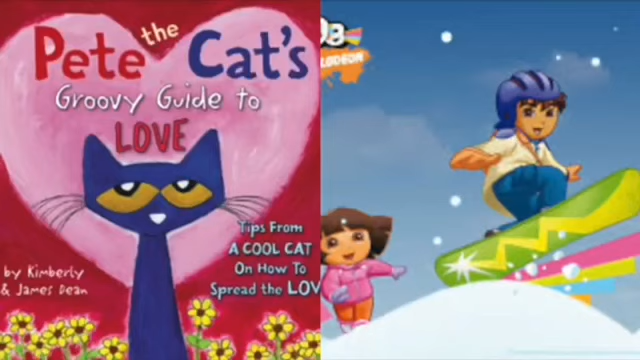 Pete the Cat's
Groovy Guide to
LOVE
Tips From
A COOL CAT
On How To
Spread the LOV
by Kimberly
& James Dean